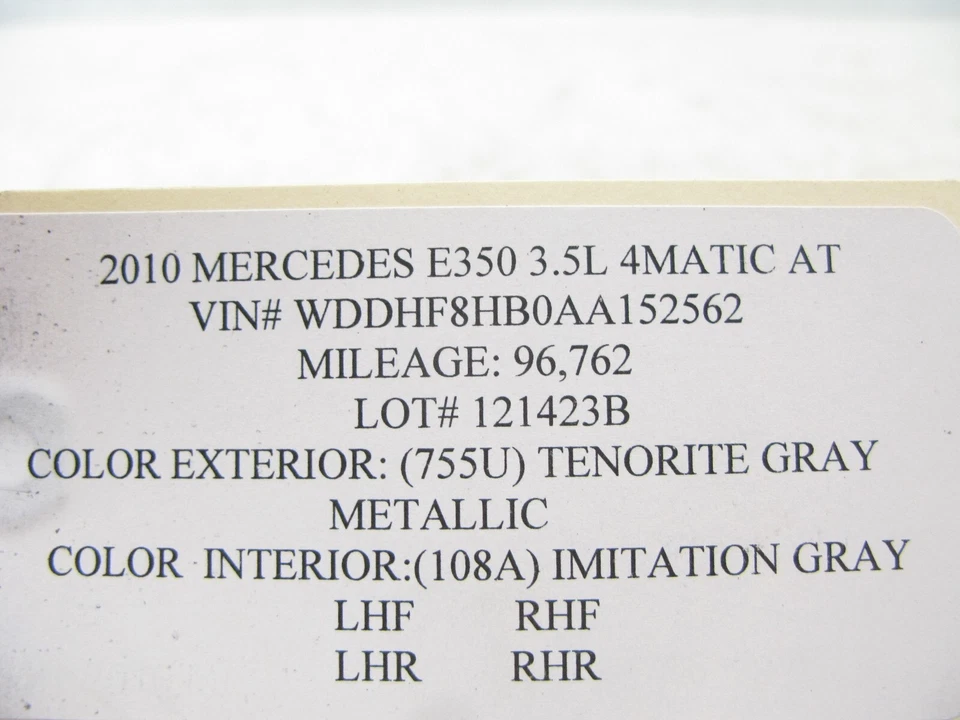 2010 MERCEDES E350 3.5L 4MATIC AT
VIN# WDDHF8HB0AA152562
MILEAGE: 96,762
LOT# 121423B
COLOR EXTERIOR: (755U) TENORITE GRAY
METALLIC
COLOR INTERIOR:(108A) IMITATION GRAY
LHF RHF
LHR RHR